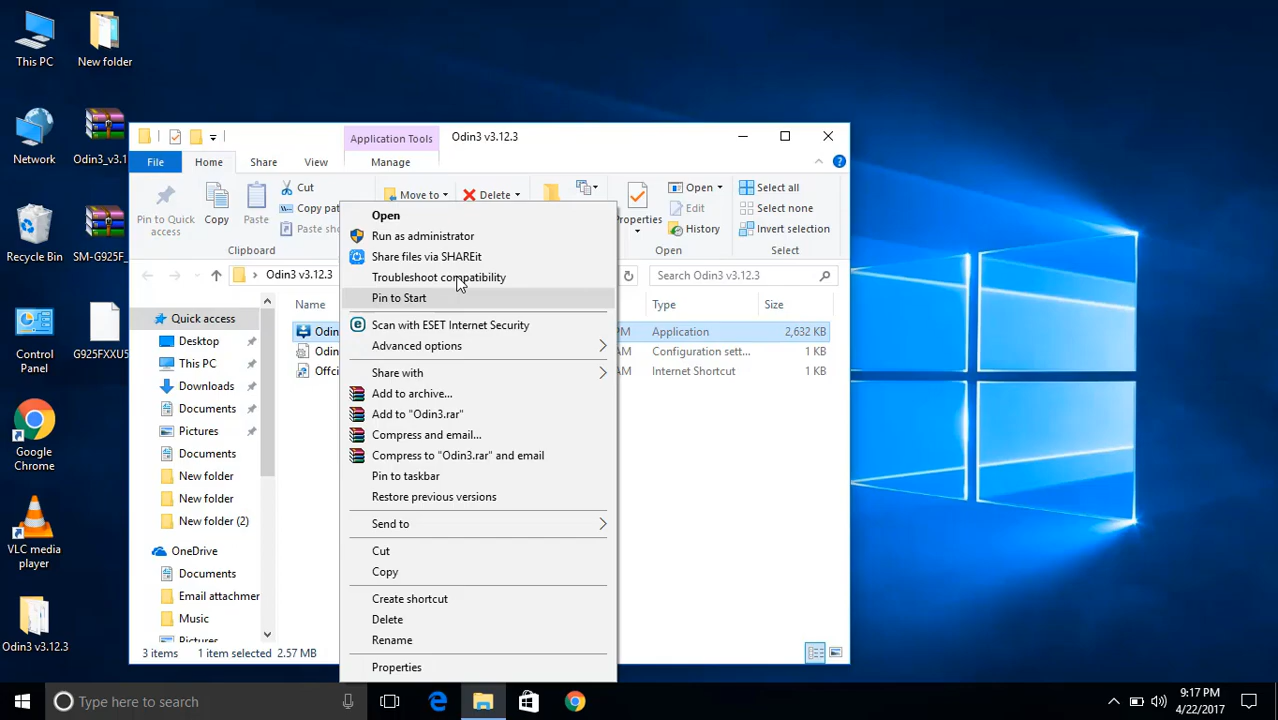 This PC
New folder
Network
Odin3_v3.1
Recycle Bin
SM-G925F_
Control
Panel
G925FXXU5
Google
Chrome
VLC media
player
Odin3 v3.12.3
Application Tools
Odin3 v3.12.3
File
Home
Share
View
Manage
Pin to Quick
access
Copy
Paste
Cut
Copy pat
Paste sho
Clipboard
Move to
Delete
Properties
Open
Edit
History
Open
Select all
Select none
Invert selection
Select
Odin3 v3.12.3
Search Odin3 v3.12.3
Quick access
Desktop
This PC
Downloads
Documents
Pictures
Documents
New folder
New folder
New folder (2)
OneDrive
Documents
Email attachmer
Music
Pictures
Name
Type
Size
Odin
PM
Application
2,632 KB
Odin
AM
Configuration sett...
1 KB
Offci
AM
Internet Shortcut
1 KB
Open
Run as administrator
Share files via SHAREit
Troubleshoot compatibility
Pin to Start
Scan with ESET Internet Security
Advanced options
Share with
Add to archive...
Add to "Odin3.rar"
Compress and email...
Compress to "Odin3.rar" and email
Pin to taskbar
Restore previous versions
Send to
Cut
Copy
Create shortcut
Delete
Rename
Properties
3 items 1 item selected 2.57 MB
Type here to search
9:17 PM
4/22/2017